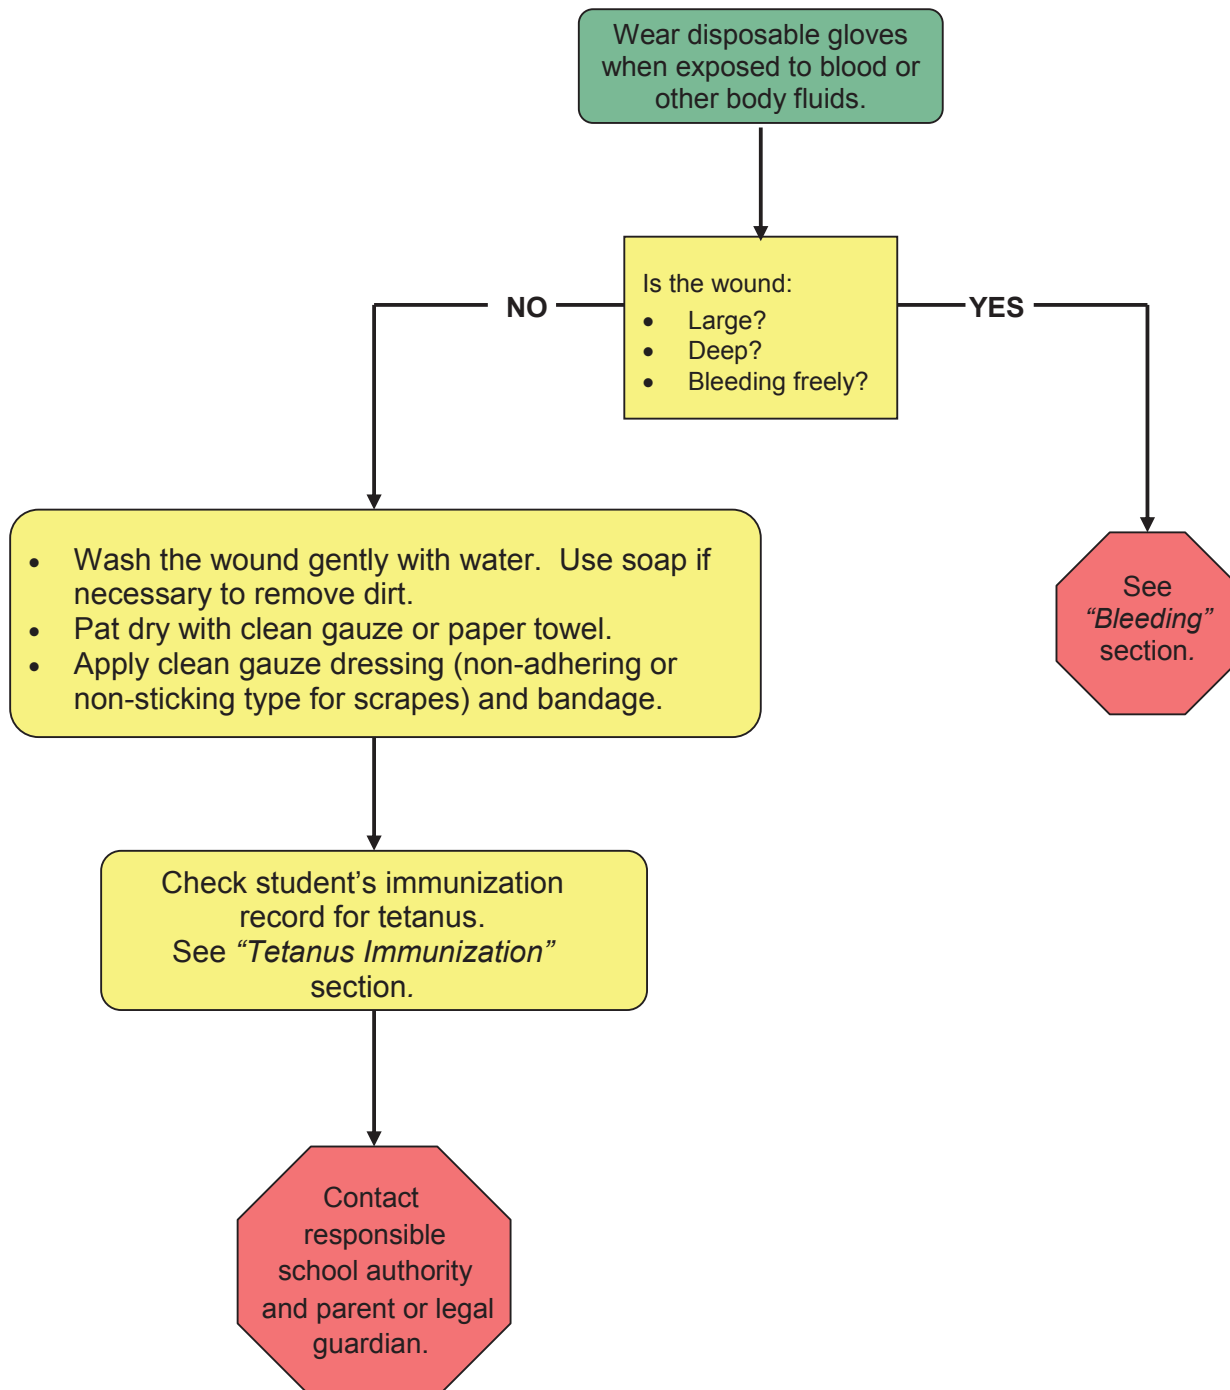 Wear disposable gloves
when exposed to blood or
other body fluids.
Is the wound:
• Large?
• Deep?
• Bleeding freely?
NO
YES
• Wash the wound gently with water.  Use soap if
necessary to remove dirt.
• Pat dry with clean gauze or paper towel.
• Apply clean gauze dressing (non-adhering or
non-sticking type for scrapes) and bandage.
See
“Bleeding”
section.
Check student’s immunization
record for tetanus.
See “Tetanus Immunization”
section.
Contact
responsible
school authority
and parent or legal
guardian.